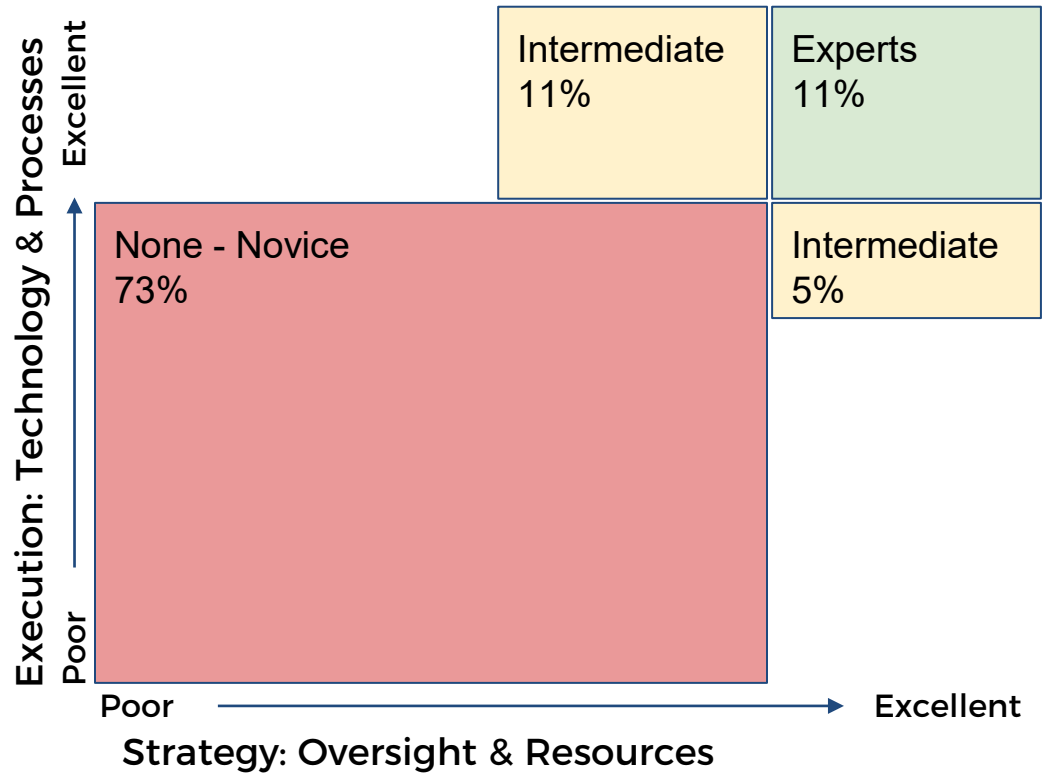 Execution: Technology & Processes
Excellent
Poor
Intermediate
11%
Experts
11%
None - Novice
73%
Intermediate
5%
Poor
Excellent
Strategy: Oversight & Resources